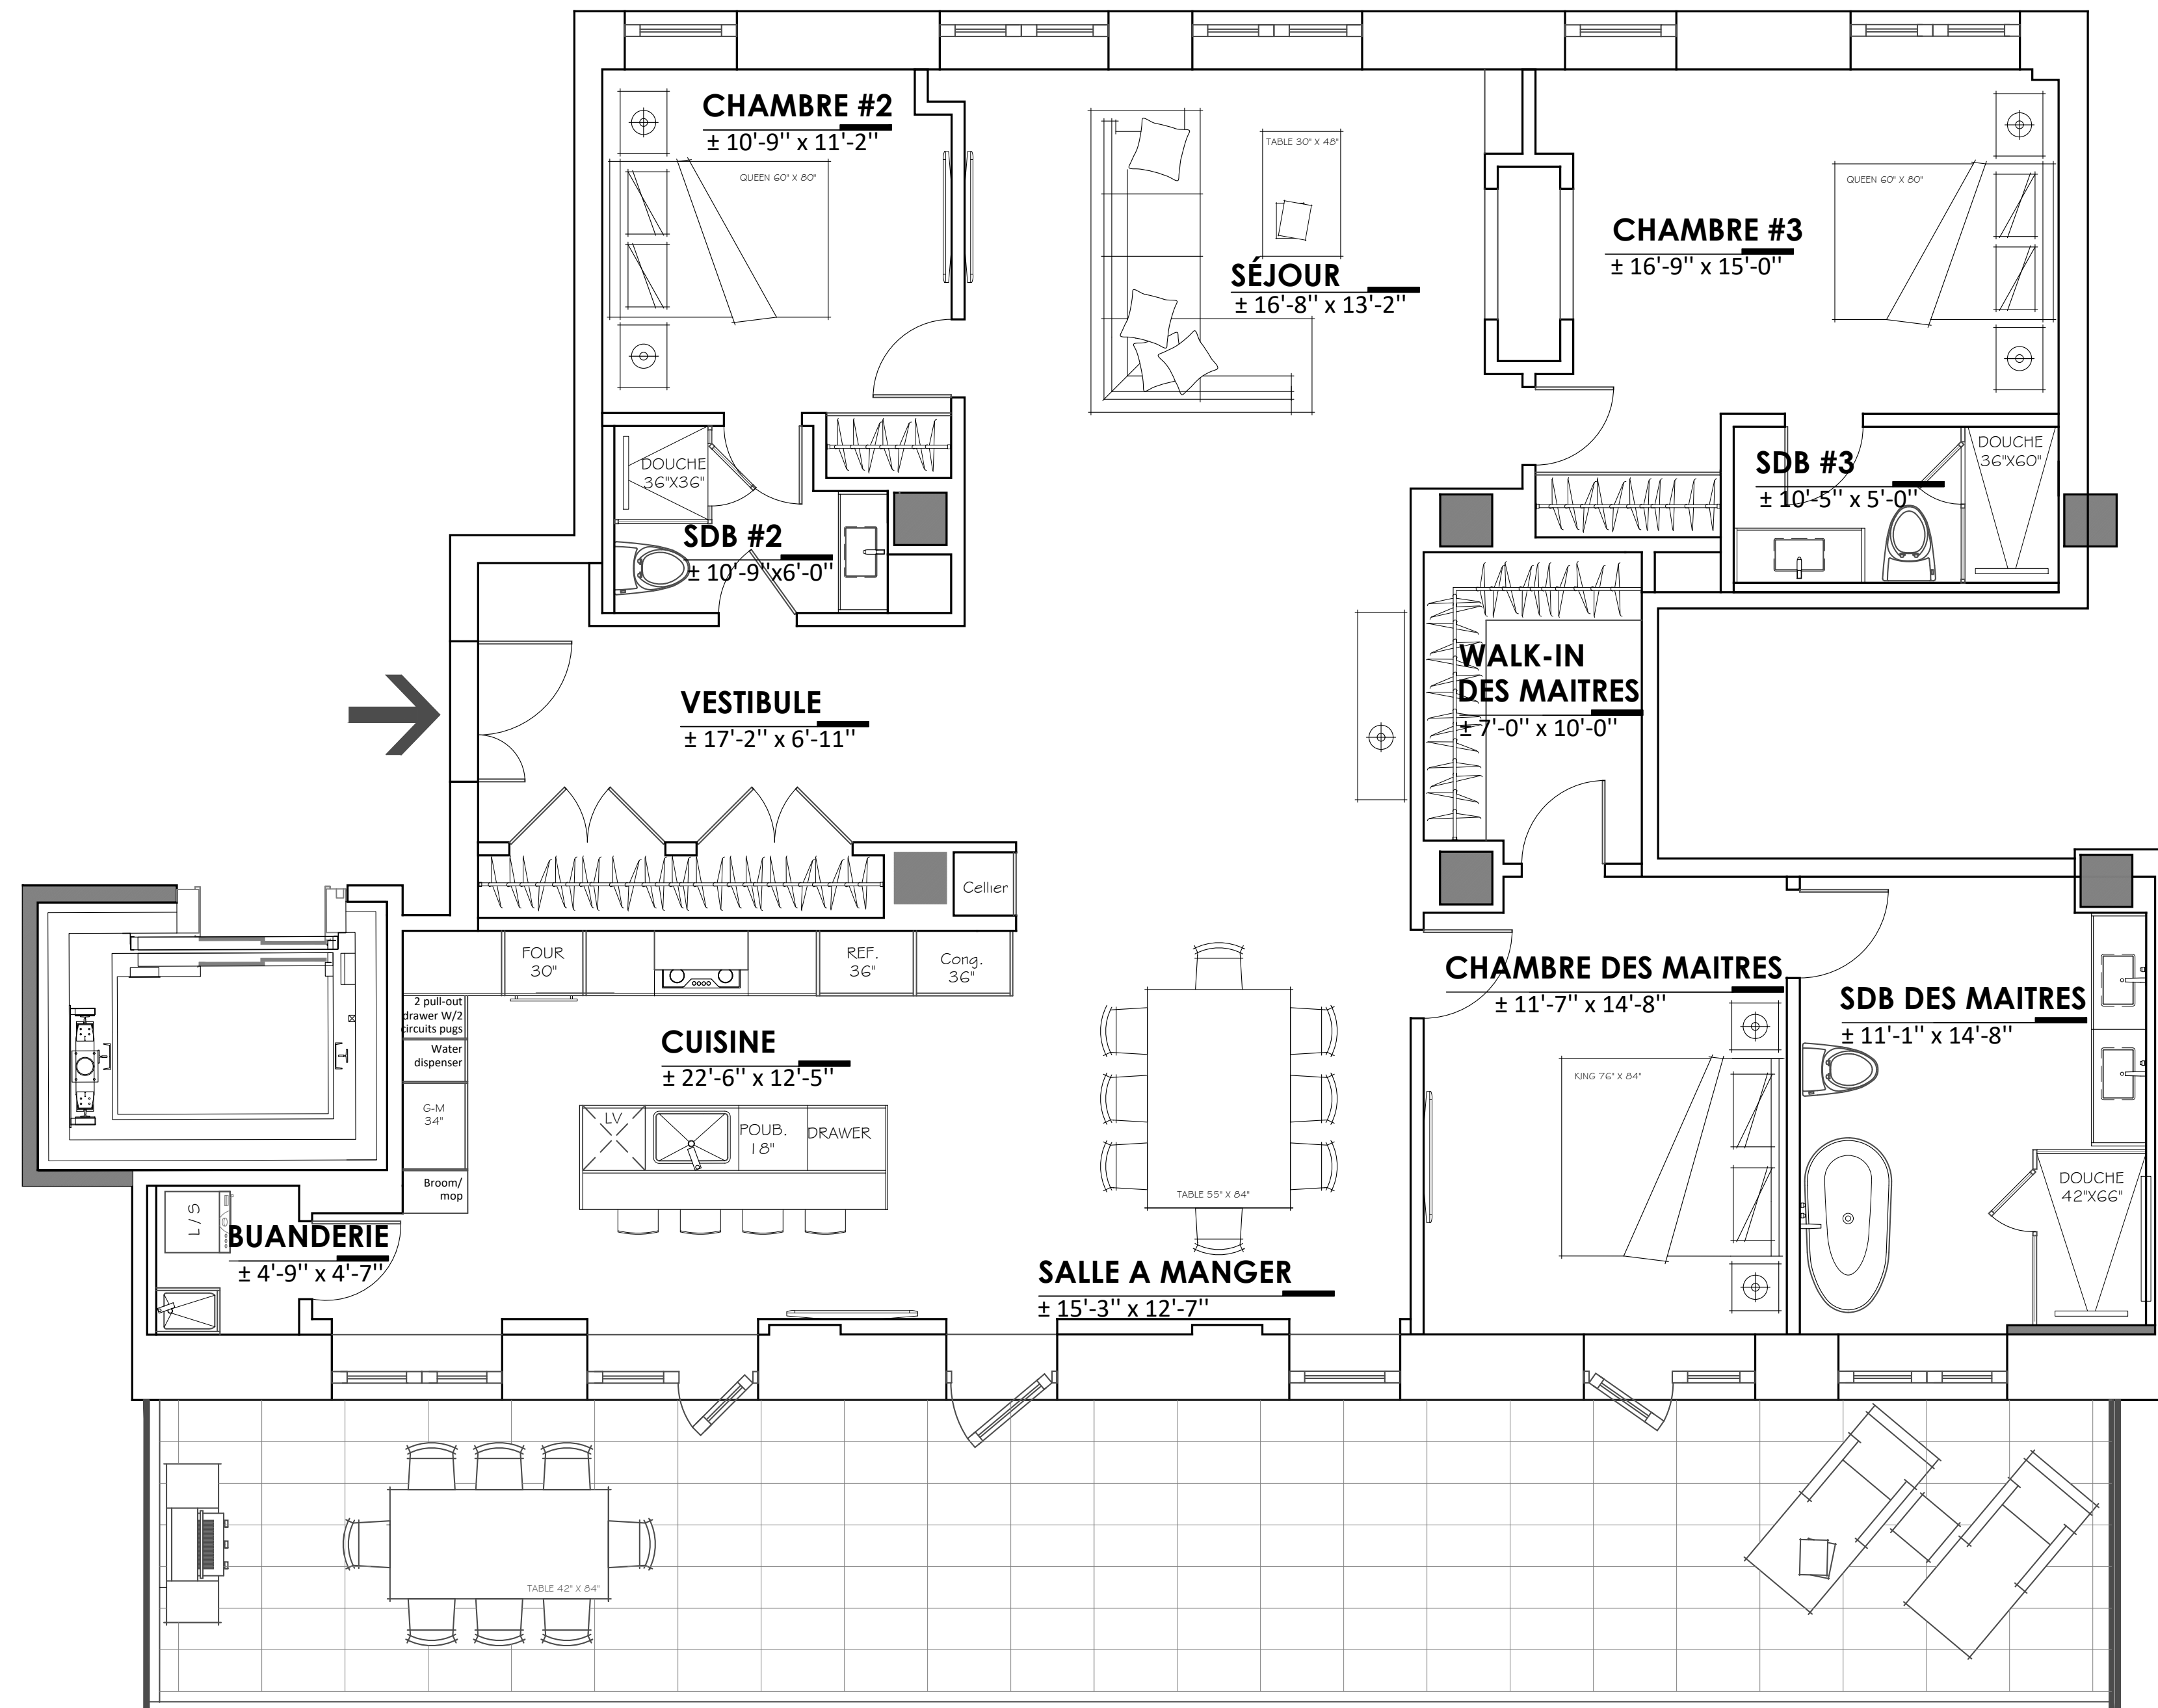 CHAMBRE #2
± 10'-9'' x 11'-2''
QUEEN 60" X 80"
TABLE 30" X 48"
SÉJOUR
± 16'-8'' x 13'-2''
QUEEN 60" X 80"
CHAMBRE #3
± 16'-9'' x 15'-0''
DOUCHE
36"X36"
SDB #2
± 10'-9''x6'-0''
SDB #3
± 10'-5'' x 5'-0''
DOUCHE
36"X60"
WALK-IN
DES MAITRES
± 7'-0'' x 10'-0''
VESTIBULE
± 17'-2'' x 6'-11''
Cellier
FOUR
30"
REF.
36"
Cong.
36"
2 pull-out
drawer W/2
circuits pugs
Water
dispenser
G-M
34"
Broom/
mop
CUISINE
± 22'-6'' x 12'-5''
LV
POUB.
18"
DRAWER
TABLE 55" X 84"
SALLE A MANGER
± 15'-3'' x 12'-7''
CHAMBRE DES MAITRES
± 11'-7'' x 14'-8''
KING 76" X 84"
SDB DES MAITRES
± 11'-1'' x 14'-8''
DOUCHE
42"X66"
L/S
BUANDERIE
± 4'-9'' x 4'-7''
TABLE 42" X 84"